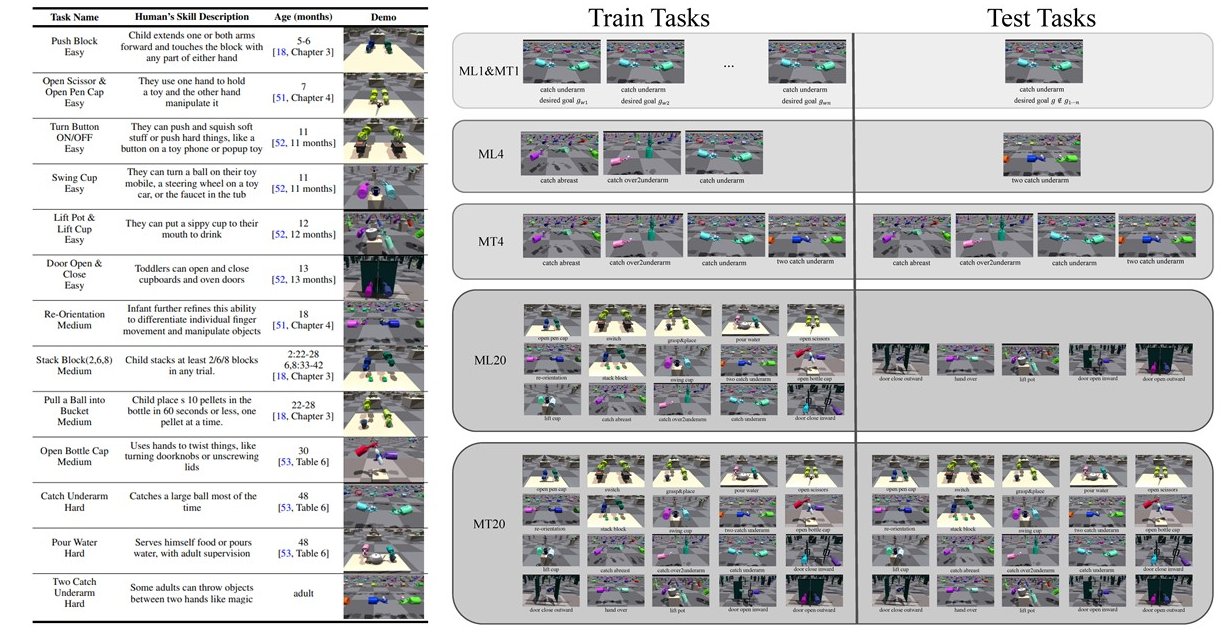 Task Name Human's Skill Description Age (months) Demo
Push Block
Easy
Child extends one or both arms
forward and touches the block with
any part of either hand
5-6
[18, Chapter 3]
Open Scissor &
Open Pen Cap
Easy
They use one hand to hold
a toy and the other hand
manipulate it
7
[51, Chapter 4]
Turn Button
ON/OFF
Easy
They can push and squish soft
stuff or push hard things, like a
button on a toy phone or popup toy
11
[52, 11 months]
Swing Cup
Easy
They can turn a ball on their toy
mobile, a steering wheel on a toy
car, or the faucet in the tub
11
[52, 11 months]
Lift Pot &
Lift Cup
Easy
They can put a sippy cup to their
mouth to drink
12
[52, 12 months]
Door Open &
Close
Easy
Toddlers can open and close
cupboards and oven doors
13
[52, 13 months]
Re-Orientation
Medium
Infant further refines this ability
to differentiate individual finger
movement and manipulate objects
18
[51, Chapter 4]
Stack Block(2,6,8)
Medium
Child stacks at least 2/6/8 blocks
in any trial.
2:22-28
6,8:33-42
[18, Chapter 3]
Pull a Ball into
Bucket
Medium
Child place s 10 pellets in the
bottle in 60 seconds or less, one
pellet at a time.
22-28
[18, Chapter 3]
Open Bottle Cap
Medium
Uses hands to twist things, like
turning doorknobs or unscrewing
lids
30
[53, Table 6]
Catch Underarm
Hard
Catches a large ball most of the
time
48
[53, Table 6]
Pour Water
Hard
Serves himself food or pours
water, with adult supervision
48
[53, Table 6]
Two Catch
Underarm
Hard
Some adults can throw objects
between two hands like magic
adult
Train Tasks Test Tasks
ML1&MT1
...
catch underarm catch underarm catch underarm catch underarm
desired goal g_w1 desired goal g_w2 desired goal g_wn desired goal g ∉ g_1−n
ML4
catch abreast catch over2underarm catch underarm two catch underarm
MT4
catch abreast catch over2underarm catch underarm two catch underarm catch abreast catch over2underarm catch underarm two catch underarm
ML20
open pen cap switch grasp&place pour water open scissors
re-orientation stack block swing cup two catch underarm open bottle cap
door close outward hand over lift pot door open inward door open outward
lift cup catch abreast catch over2underarm catch underarm door close inward
MT20
open pen cap switch grasp&place pour water open scissors open pen cap switch grasp&place pour water open scissors
re-orientation stack block swing cup two catch underarm open bottle cap re-orientation stack block swing cup two catch underarm open bottle cap
lift cup catch abreast catch over2underarm catch underarm door close inward lift cup catch abreast catch over2underarm catch underarm door close inward
door close outward hand over lift pot door open inward door open outward door close outward hand over lift pot door open inward door open outward